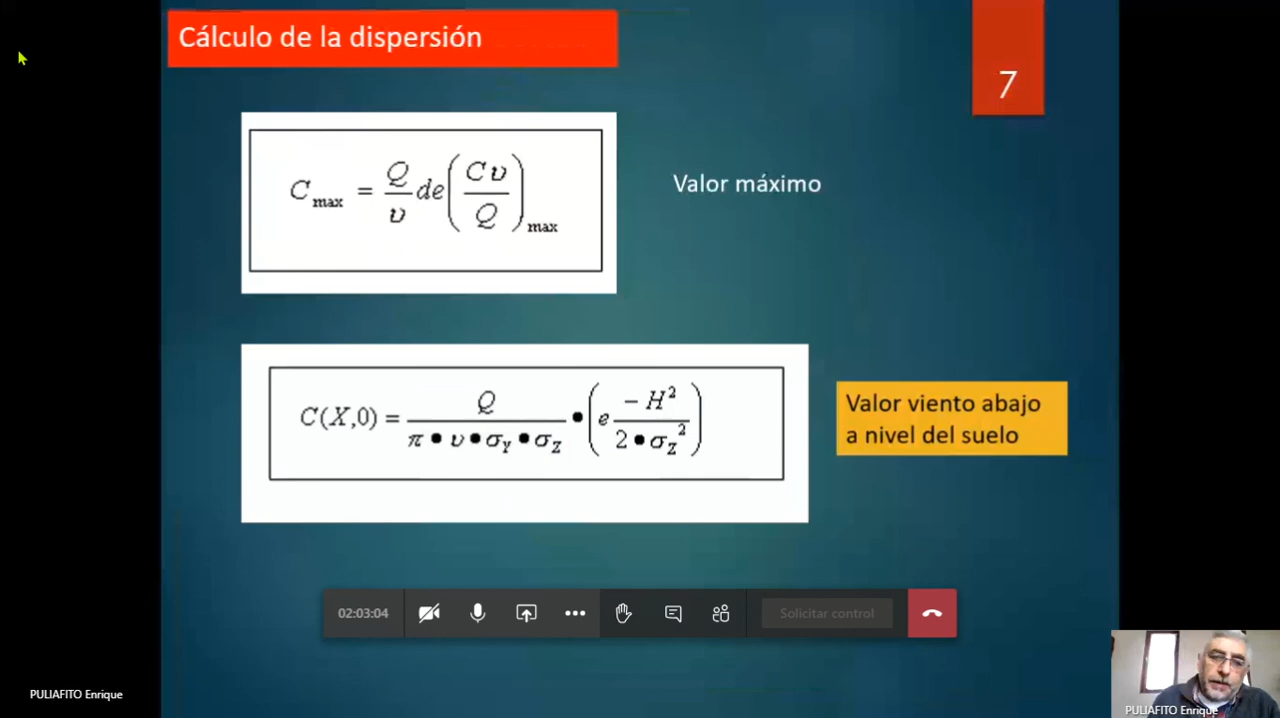 Cálculo de la dispersión
7
C max = Q/υ de (Cυ/Q) max
Valor máximo
C(X,0) = Q/(π • υ • σY • σZ) • (e -H²/(2 • σZ²))
Valor viento abajo
a nivel del suelo
02:03:04
Solicitar control
PULIAFITO Enrique
PULIAFITO Enrique